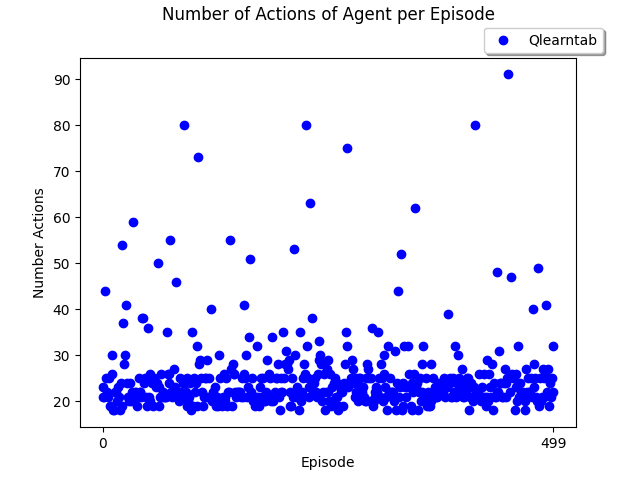 Number of Actions of Agent per Episode
Qlearntab
90
80
70
60
50
40
30
20
Number Actions
0
499
Episode